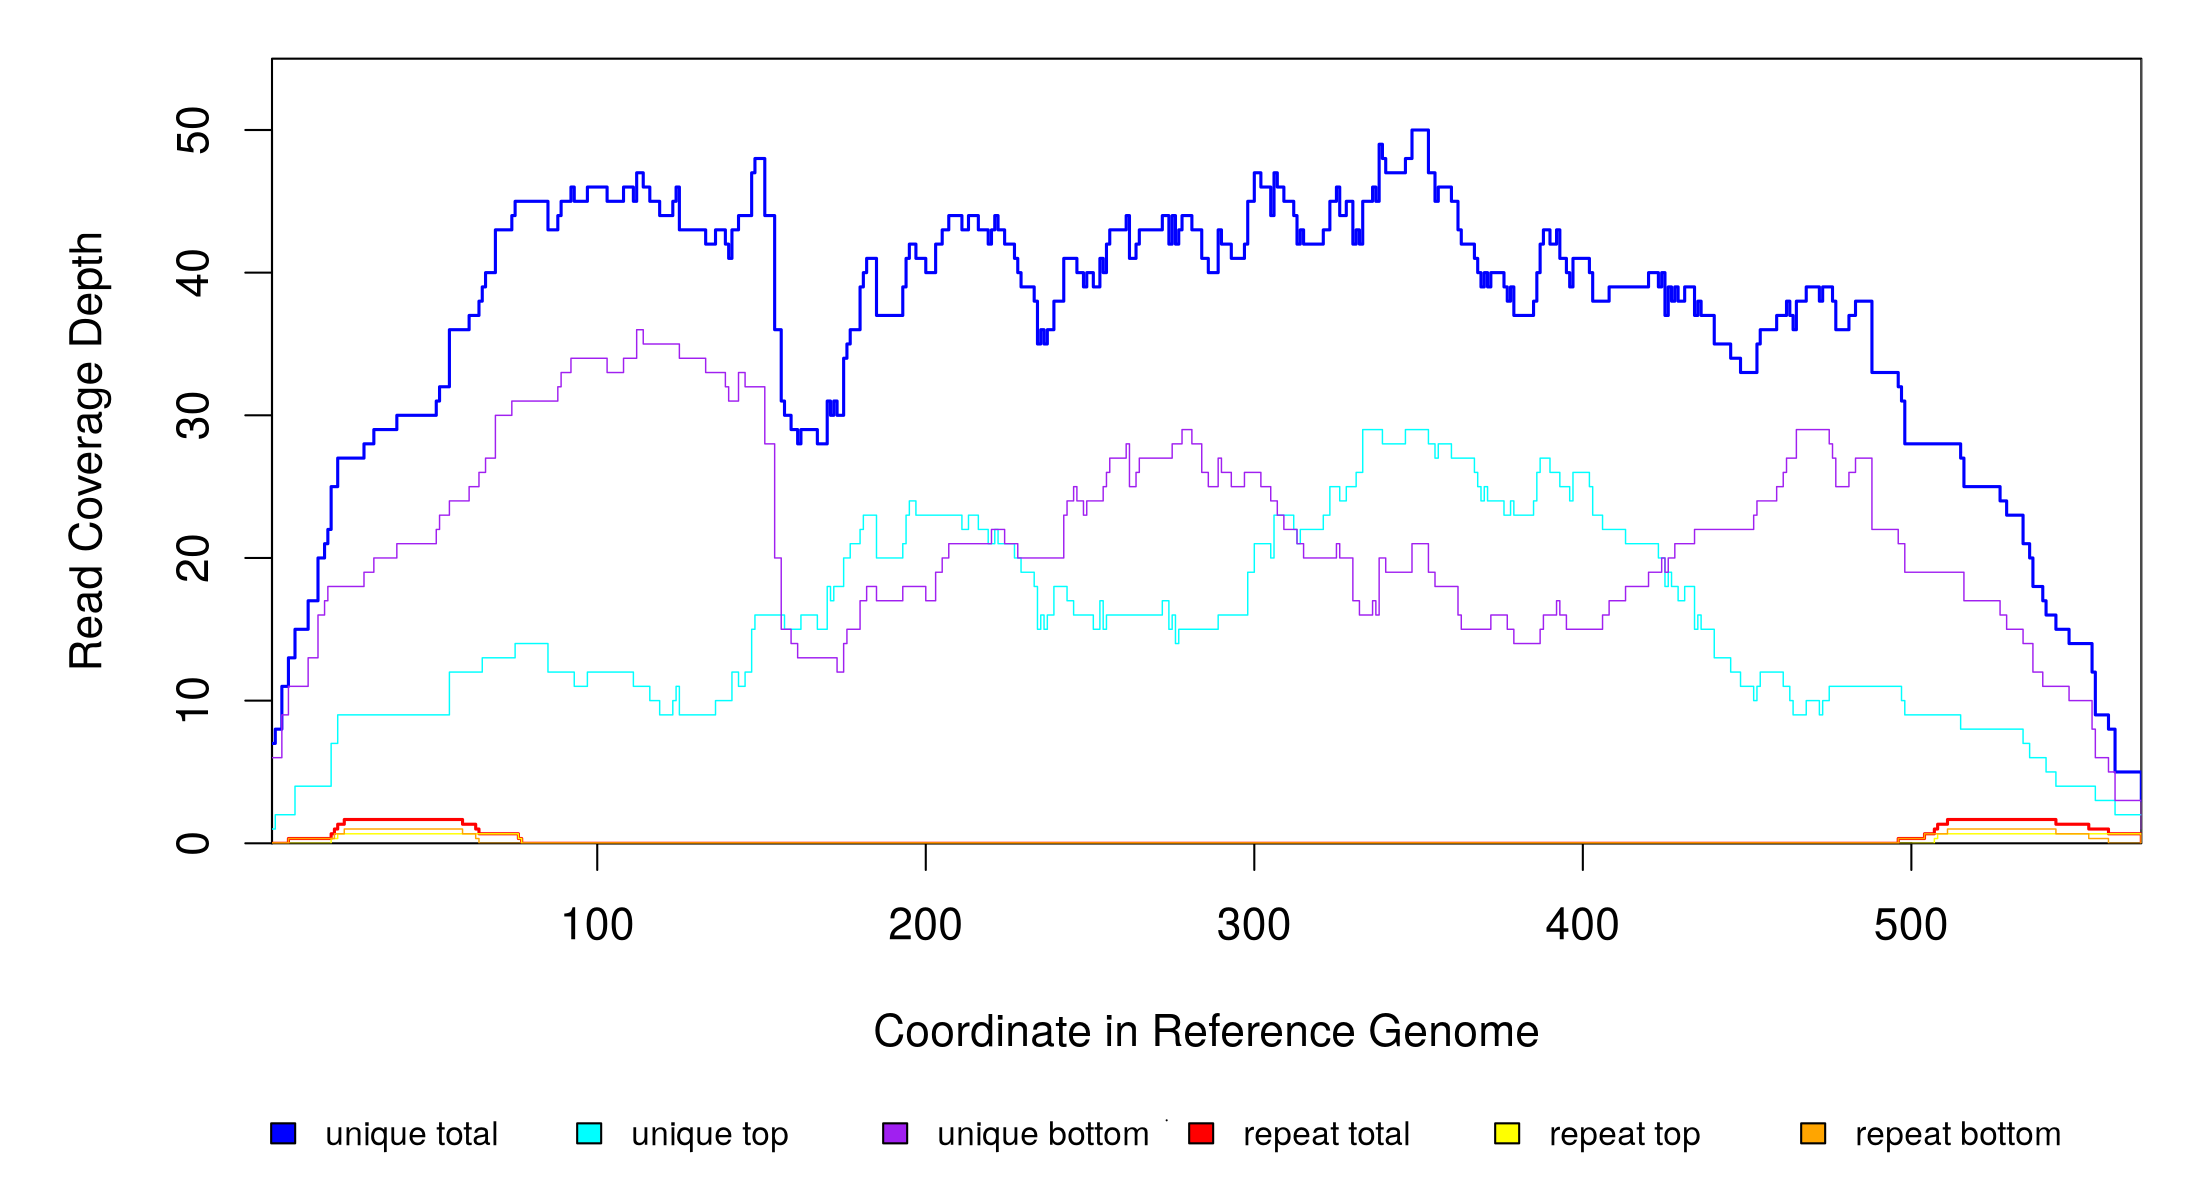 50
40
30
20
10
0
Read Coverage Depth
100 200 300 400 500
Coordinate in Reference Genome
unique total unique top unique bottom repeat total repeat top repeat bottom